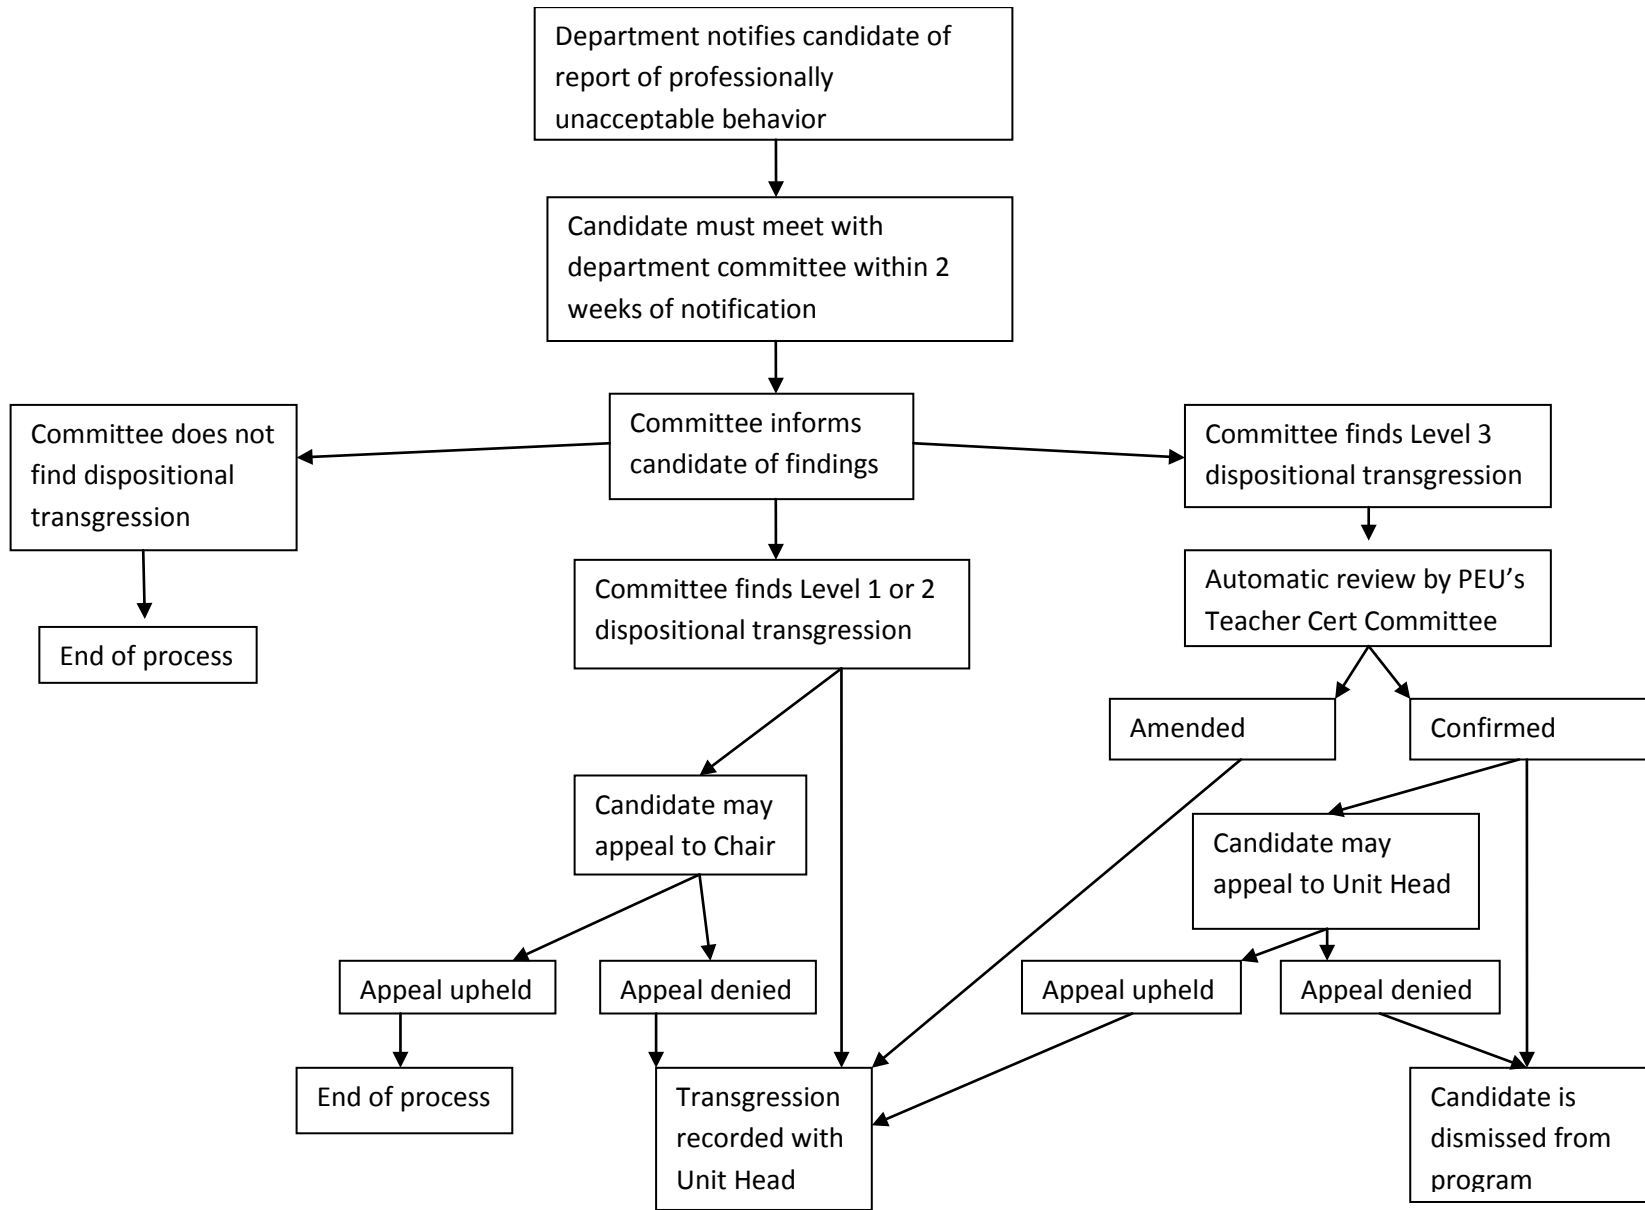 Department notifies candidate of
report of professionally
unacceptable behavior
Candidate must meet with
department committee within 2
weeks of notification
Committee does not
find dispositional
transgression
Committee informs
candidate of findings
Committee finds Level 3
dispositional transgression
End of process
Committee finds Level 1 or 2
dispositional transgression
Automatic review by PEU’s
Teacher Cert Committee
Amended
Confirmed
Candidate may
appeal to Chair
Candidate may
appeal to Unit Head
Appeal upheld
Appeal denied
Appeal upheld
Appeal denied
End of process
Transgression
recorded with
Unit Head
Candidate is
dismissed from
program